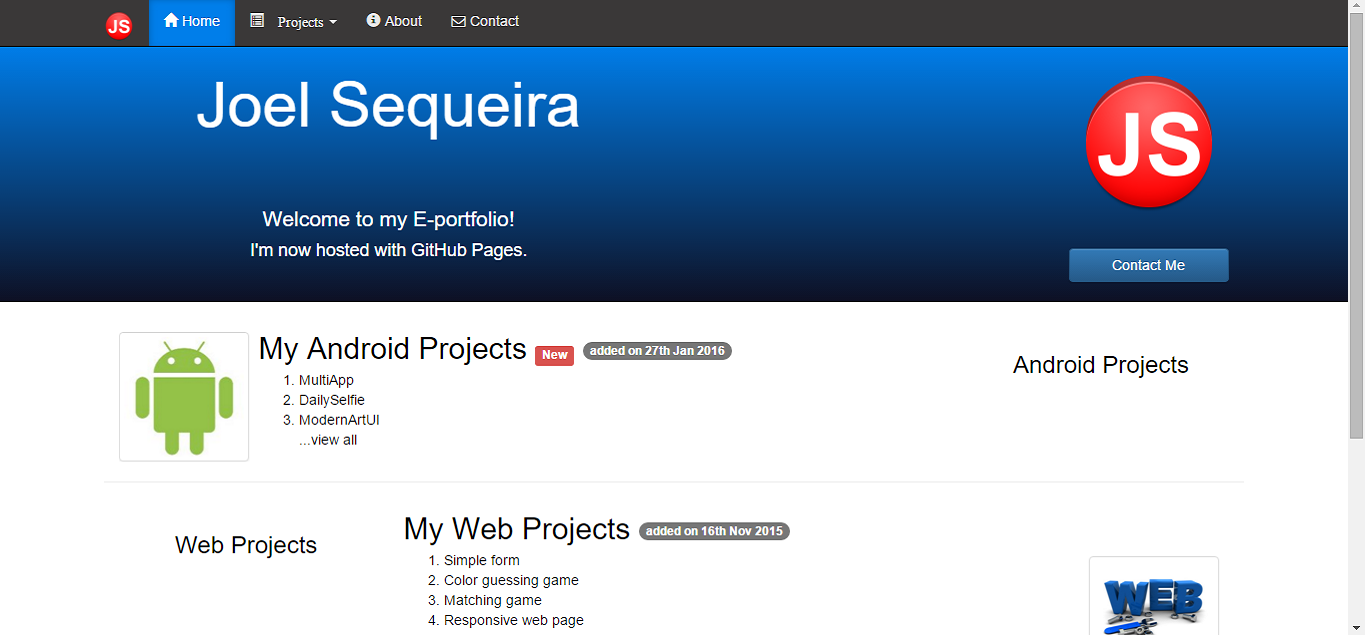 JS Home Projects About Contact
Joel Sequeira
JS
Welcome to my E-portfolio!
I'm now hosted with GitHub Pages.
Contact Me
My Android Projects New added on 27th Jan 2016
1. MultiApp
2. DailySelfie
3. ModernArtUI
...view all
Android Projects
Web Projects
My Web Projects added on 16th Nov 2015
1. Simple form
2. Color guessing game
3. Matching game
4. Responsive web page
WEB